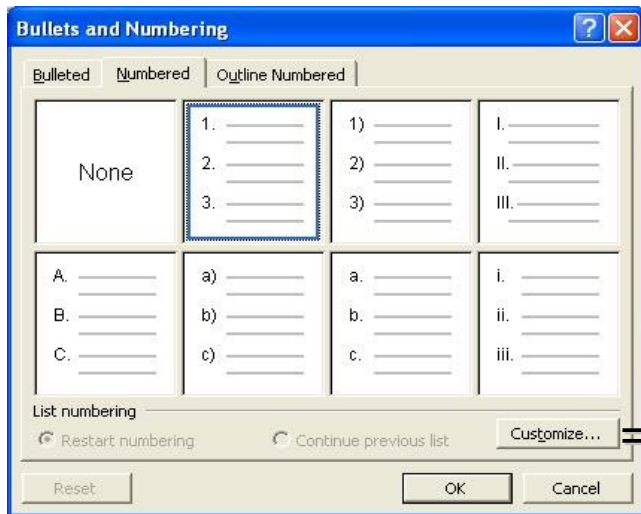 Bullets and Numbering
Bulleted Numbered Outline Numbered
None
1.
2.
3.
1)
2)
3)
I.
II.
III.
A.
B.
C.
a)
b)
c)
a.
b.
c.
i.
ii.
iii.
List numbering
Restart numbering Continue previous list Customize...
Reset OK Cancel